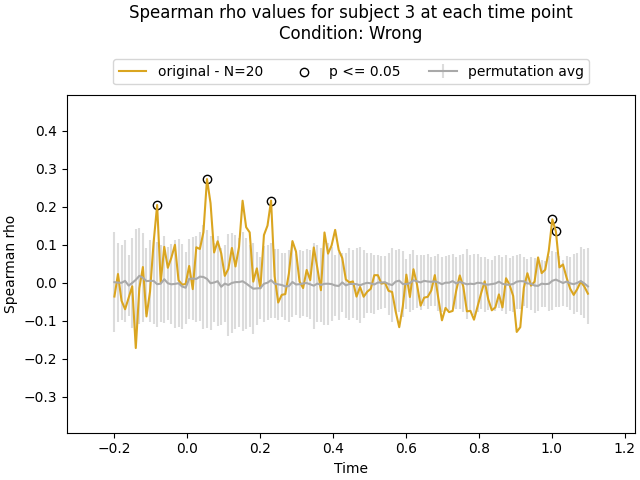 Spearman rho values for subject 3 at each time point
Condition: Wrong
original - N=20 p <= 0.05 permutation avg
0.4
0.3
0.2
0.1
0.0
−0.1
−0.2
−0.3
Spearman rho
−0.2 0.0 0.2 0.4 0.6 0.8 1.0 1.2
Time